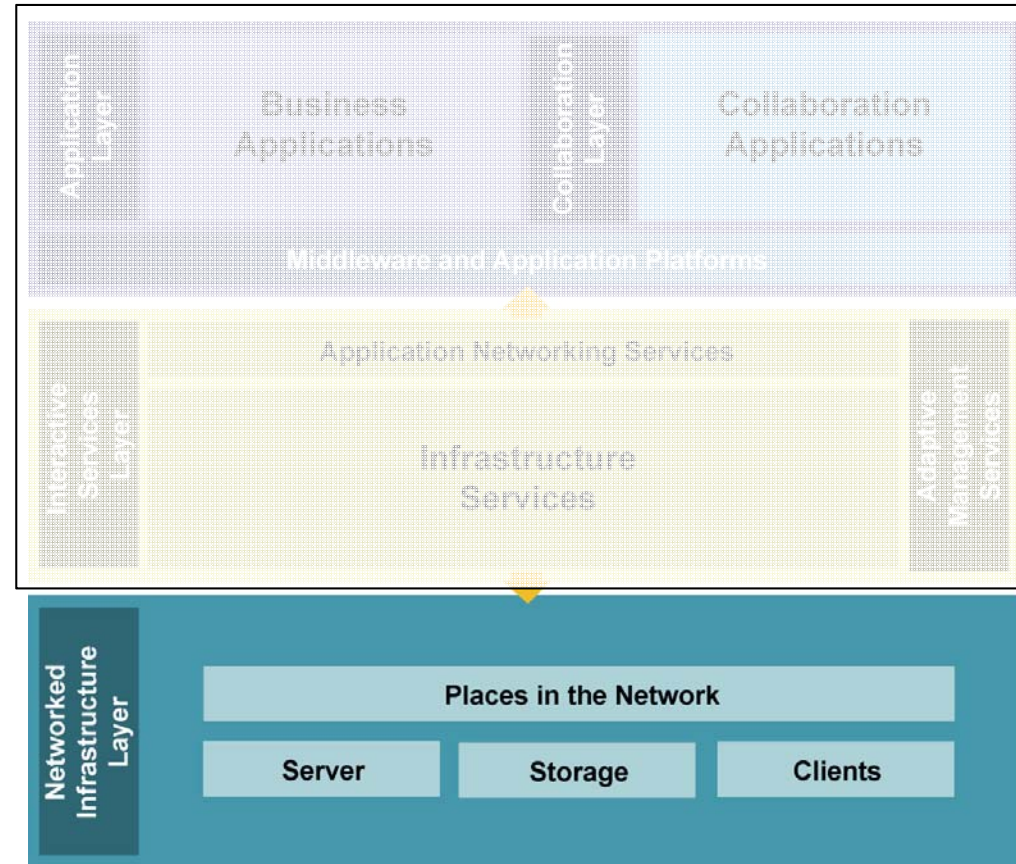 Application
Layer
Business
Applications
Collaboration
Layer
Collaboration
Applications
Middleware and Application Platforms
Interactive
Services
Layer
Application Networking Services
Infrastructure
Services
Adaptive
Management
Services
Networked
Infrastructure
Layer
Places in the Network
Server
Storage
Clients